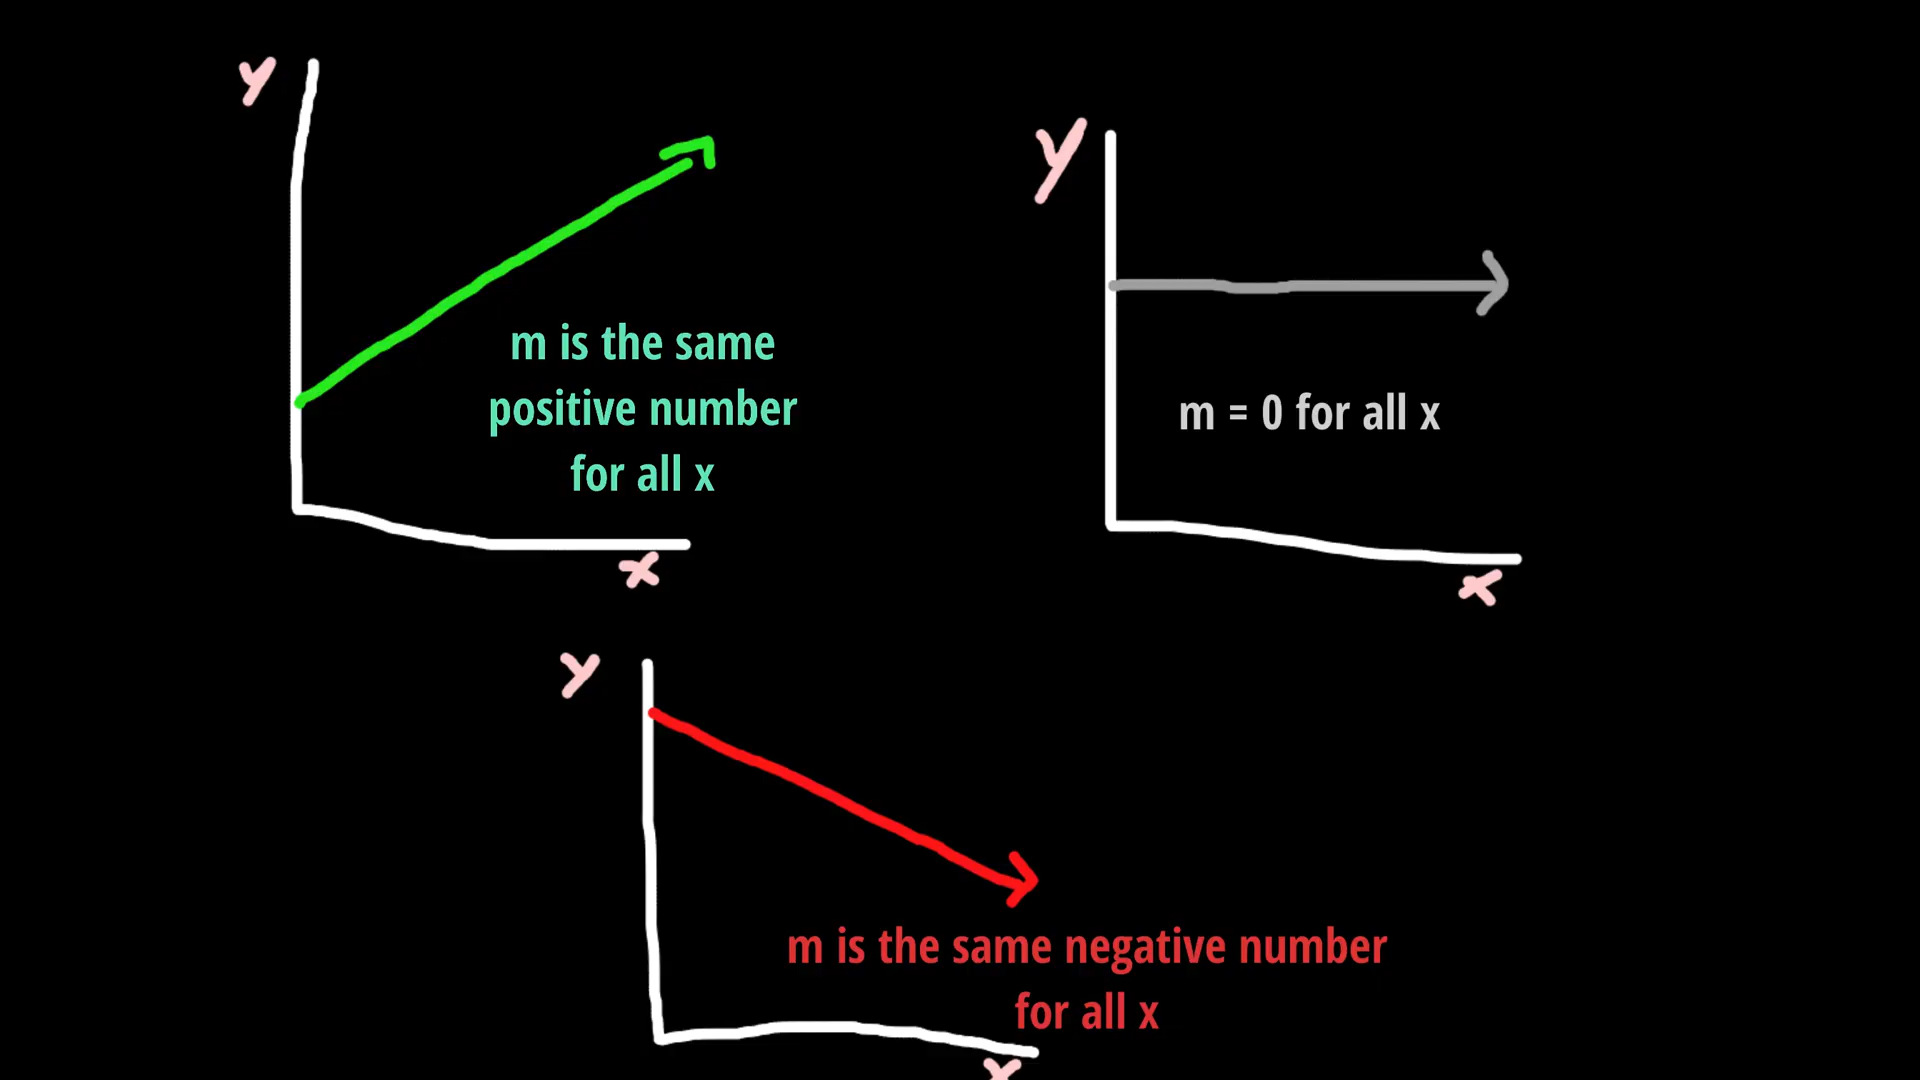 y
m is the same
positive number
for all x
x
y
m = 0 for all x
x
y
m is the same negative number
for all x
x